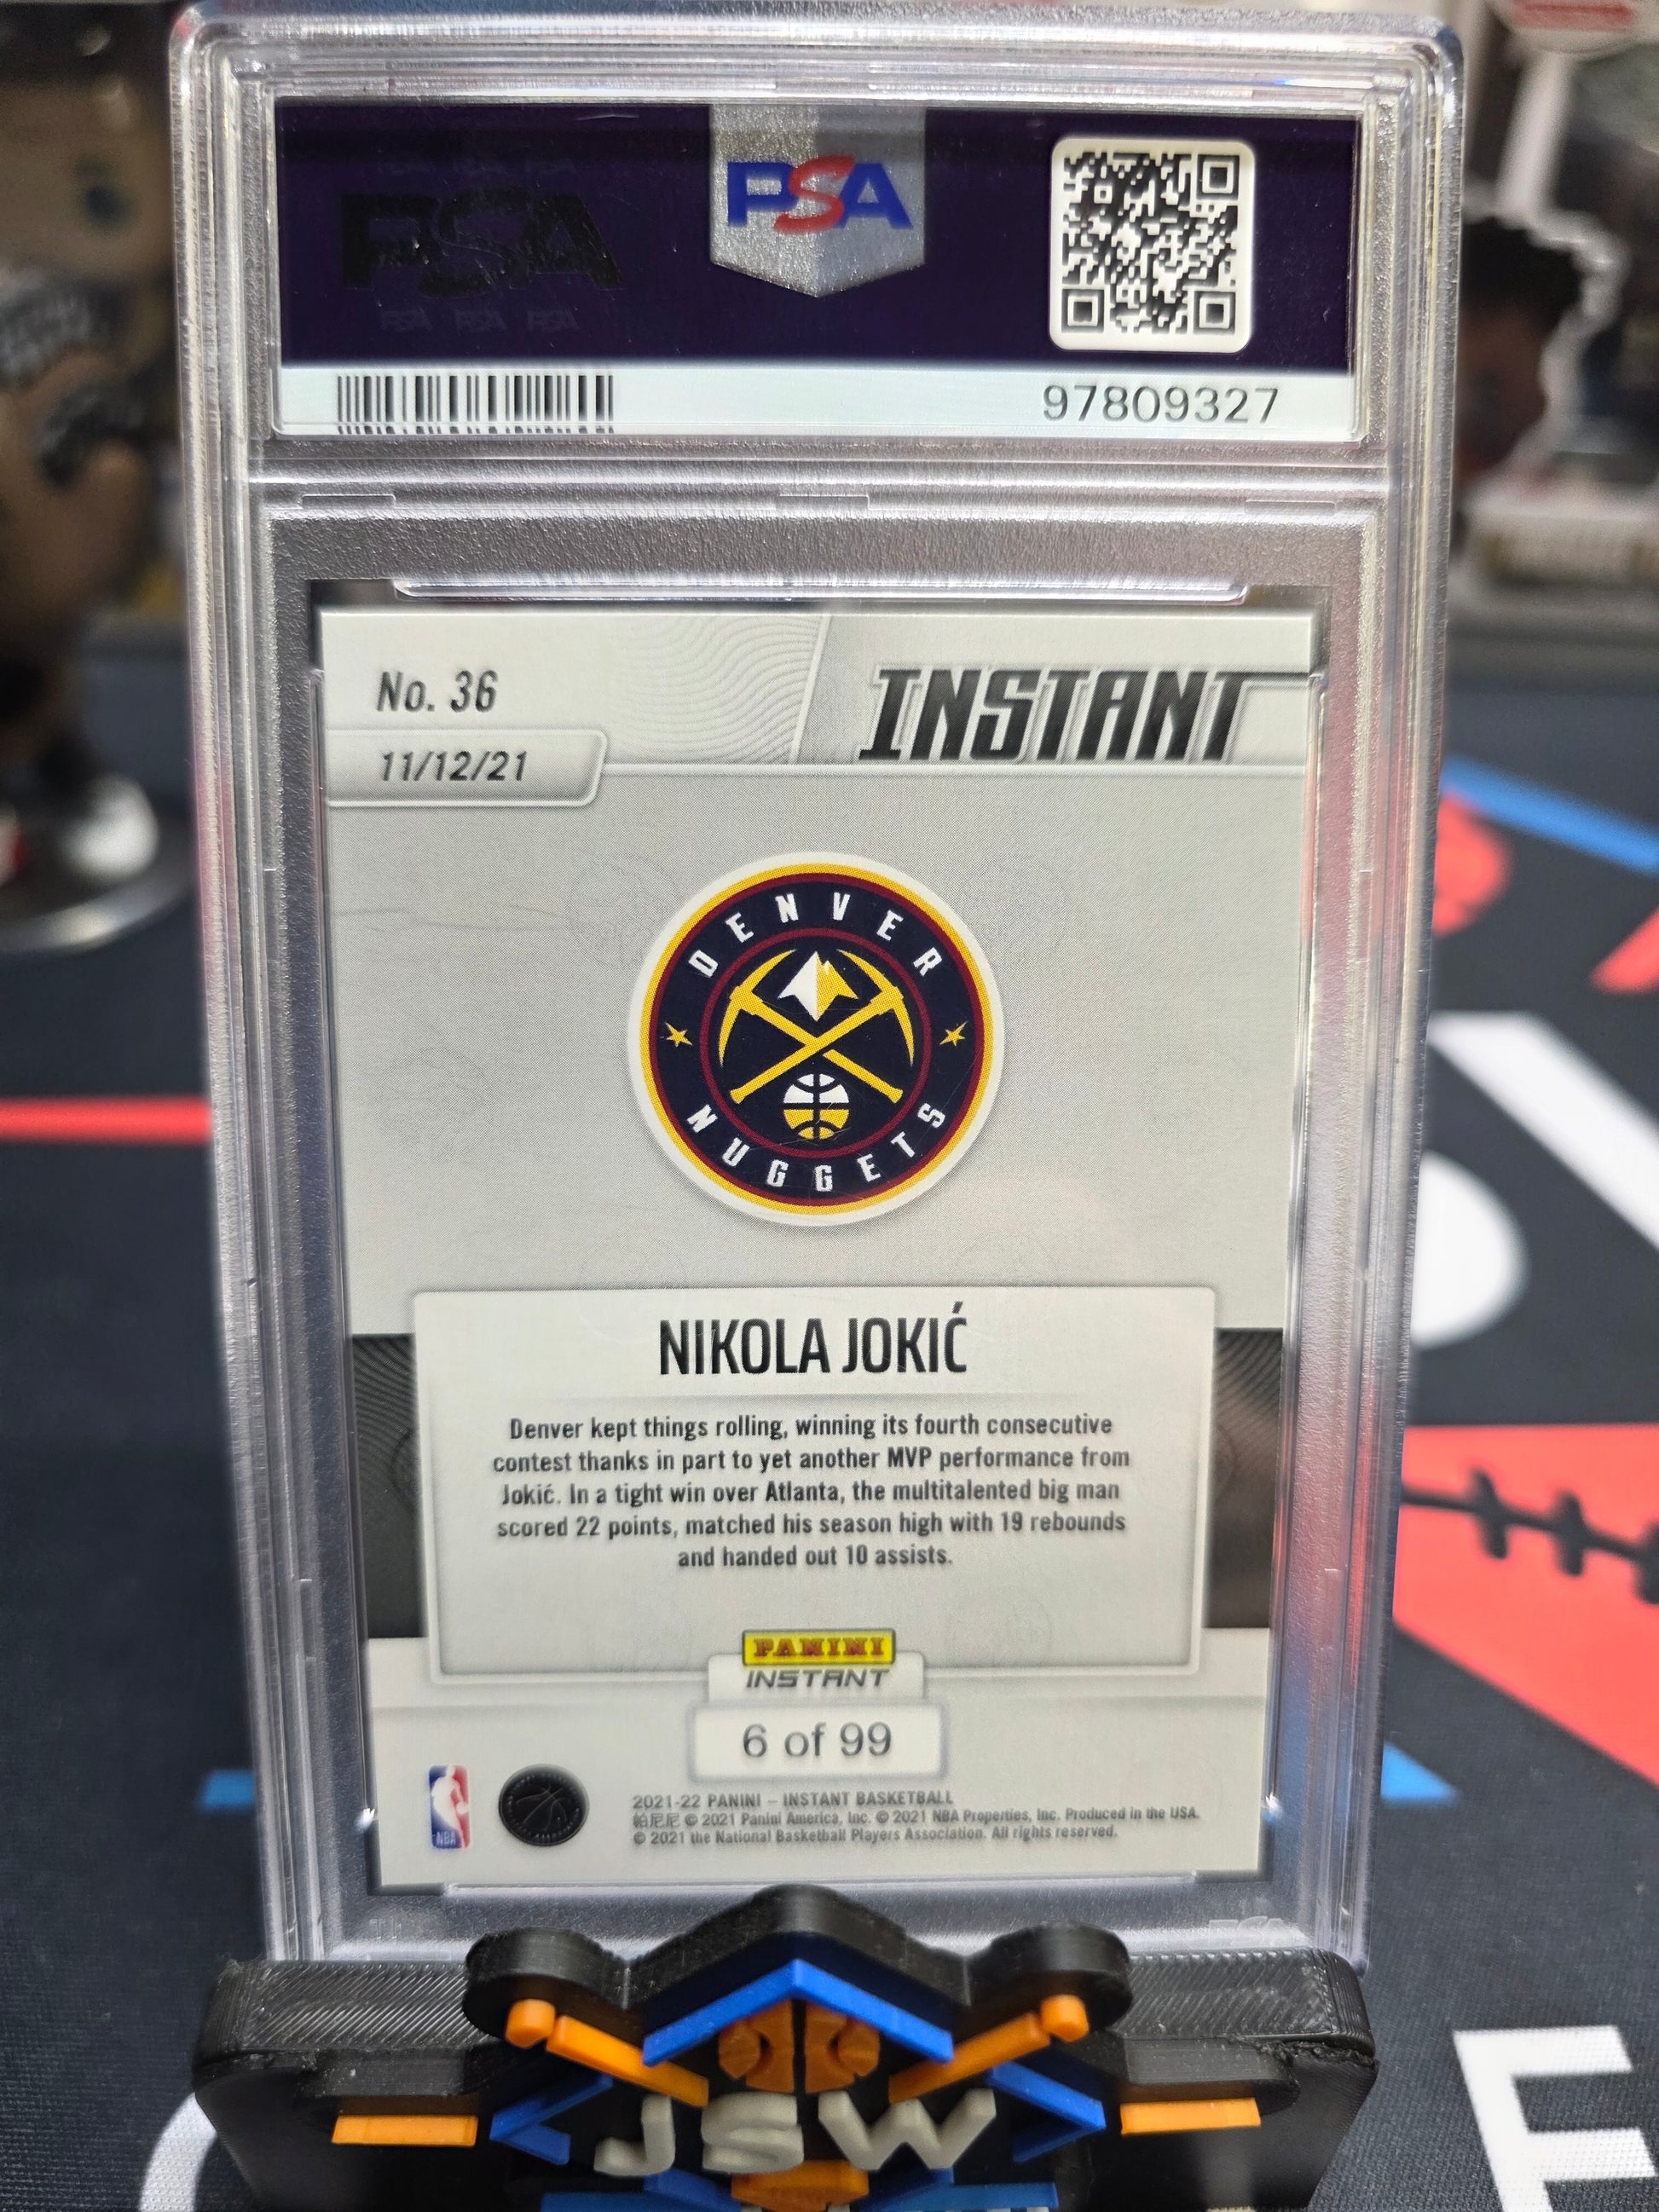 PSA
PSA
PSA PSA PSA
97809327
No. 36
INSTANT
11/12/21
DENVER
NUGGETS
NIKOLA JOKIĆ
Denver kept things rolling, winning its fourth consecutive
contest thanks in part to yet another MVP performance from
Jokić. In a tight win over Atlanta, the multitalented big man
scored 22 points, matched his season high with 19 rebounds
and handed out 10 assists.
PANINI
INSTANT
6 of 99
NBA
2021-22 PANINI – INSTANT BASKETBALL
帕尼尼 © 2021 Panini America, Inc. © 2021 NBA Properties, Inc. Produced in the USA.
© 2021 the National Basketball Players Association. All rights reserved.
JSW